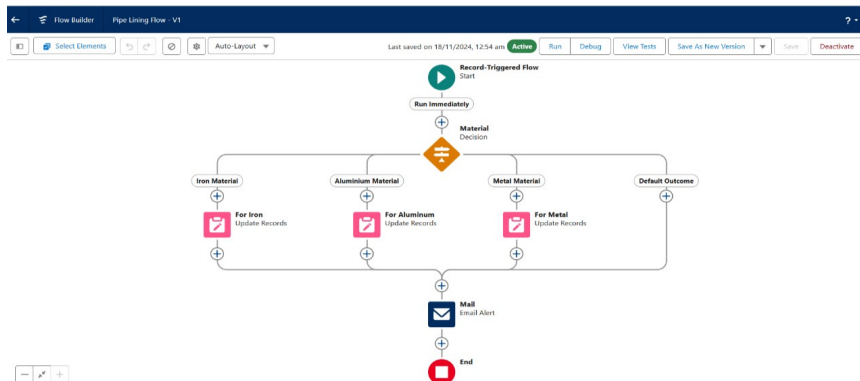 Flow Builder Pipe Lining Flow - V1 ?
Select Elements Auto-Layout Last saved on 18/11/2024, 12:54 am Active Run Debug View Tests Save As New Version Save Deactivate
Record-Triggered Flow
Start
Run Immediately
Material
Decision
Iron Material Aluminium Material Metal Material Default Outcome
For Iron For Aluminum For Metal
Update Records Update Records Update Records
Mail
Email Alert
End